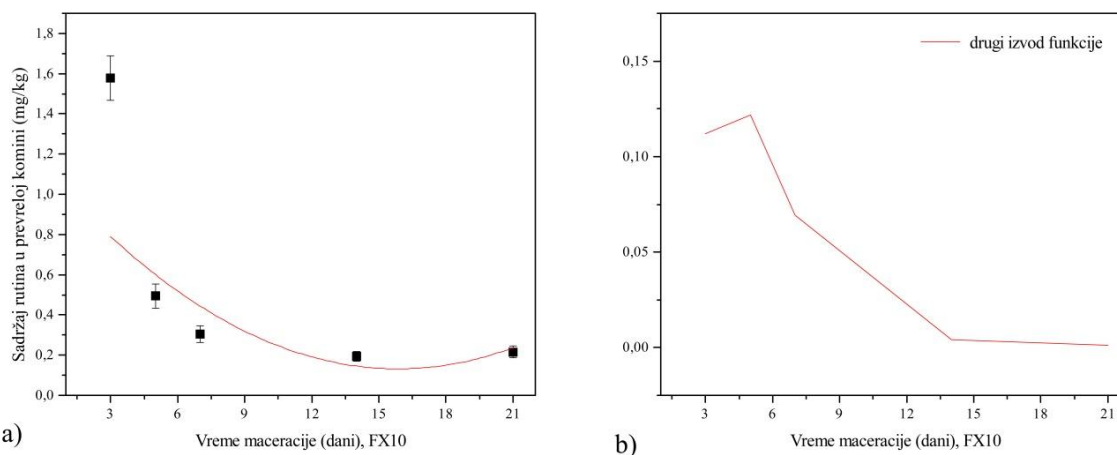 Sadržaj rutina u prevreloj komini (mg/kg)
1,8
1,6
1,4
1,2
1,0
0,8
0,6
0,4
0,2
0,0
3 6 9 12 15 18 21
Vreme maceracije (dani), FX10
a)
drugi izvod funkcije
0,15
0,10
0,05
0,00
3 6 9 12 15 18 21
Vreme maceracije (dani), FX10
b)